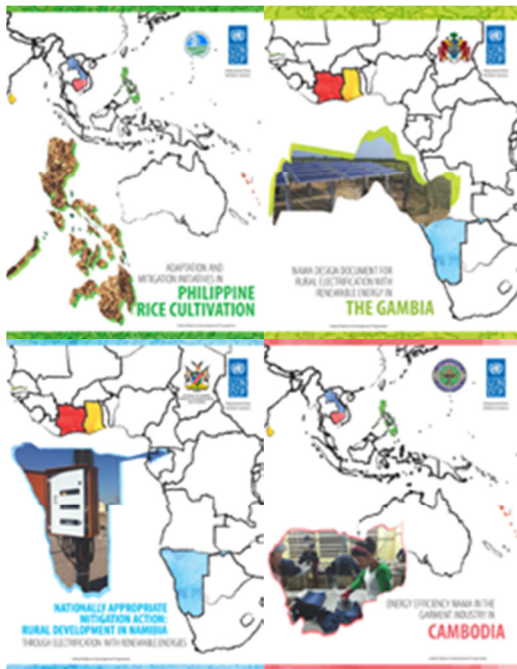 ADAPTATION AND
MITIGATION INITIATIVES IN
PHILIPPINE
RICE CULTIVATION
NAMA DESIGN DOCUMENT FOR
RURAL ELECTRIFICATION WITH
RENEWABLE ENERGY IN
THE GAMBIA
NATIONALLY APPROPRIATE
MITIGATION ACTION:
RURAL DEVELOPMENT IN NAMIBIA
THROUGH ELECTRIFICATION WITH RENEWABLE ENERGIES
ENERGY EFFICIENCY NAMA IN THE
GARMENT INDUSTRY IN
CAMBODIA